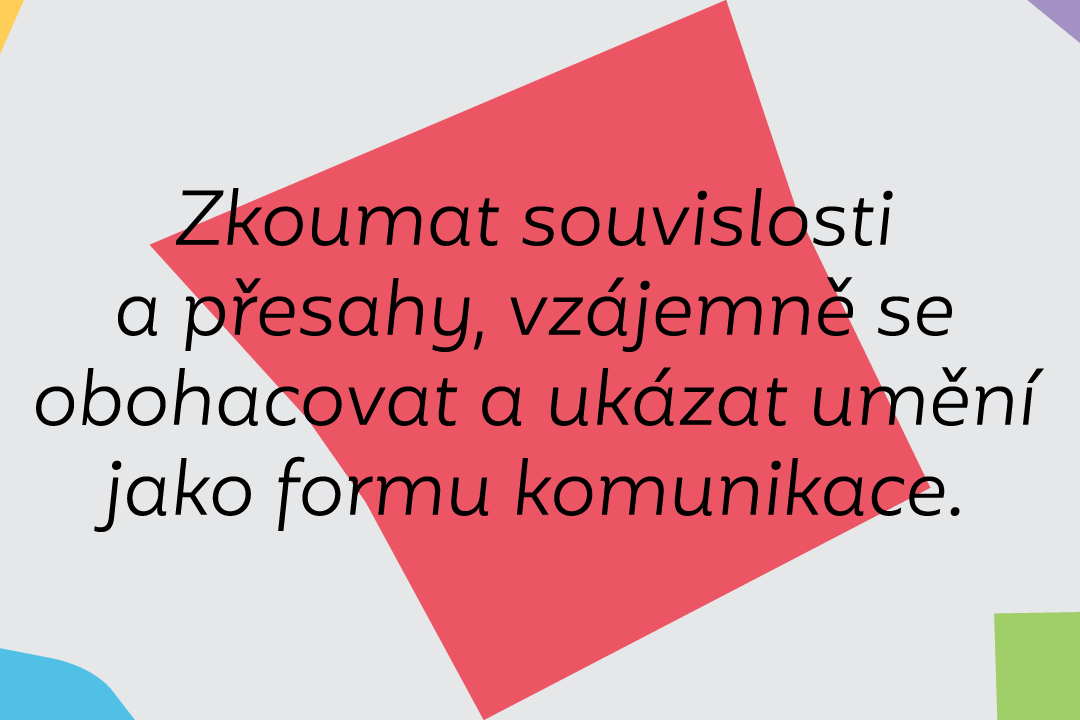 Zkoumat souvislosti
a přesahy, vzájemně se
obohacovat a ukázat umění
jako formu komunikace.